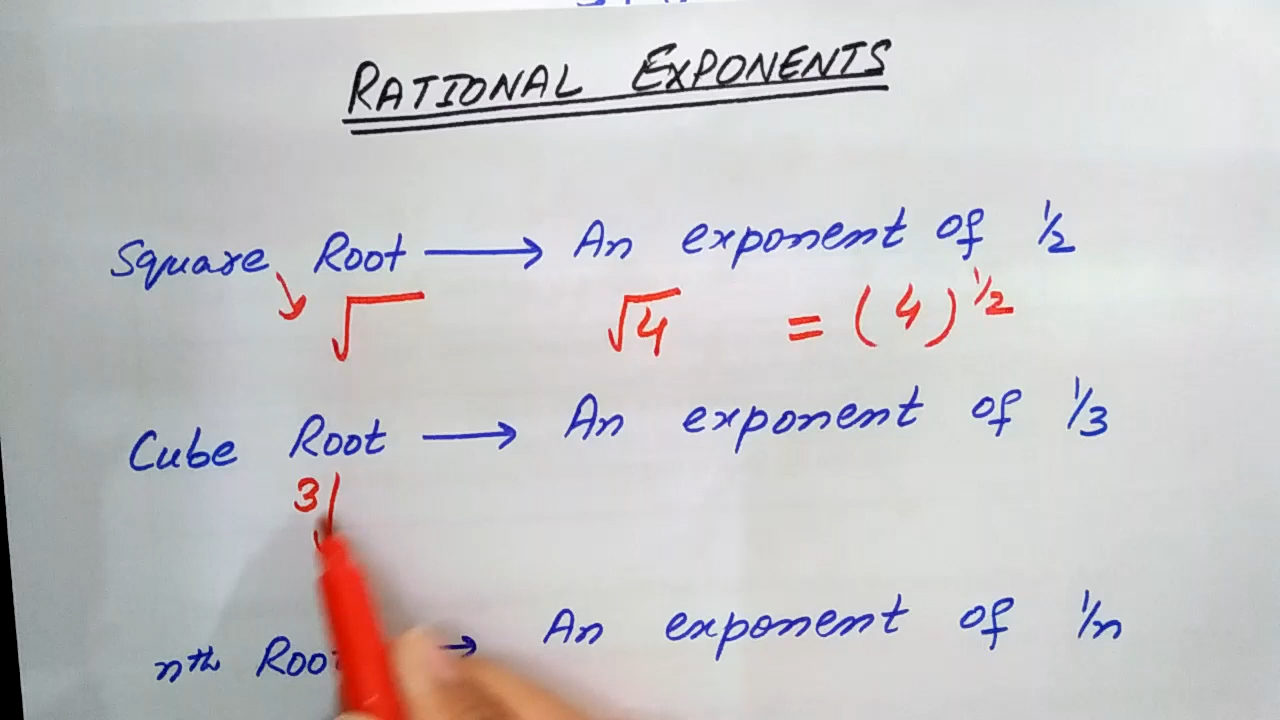 RATIONAL EXPONENTS
Square Root → An exponent of 1/2
√ √4 = (4)^1/2
Cube Root → An exponent of 1/3
3
nth Root → An exponent of 1/n